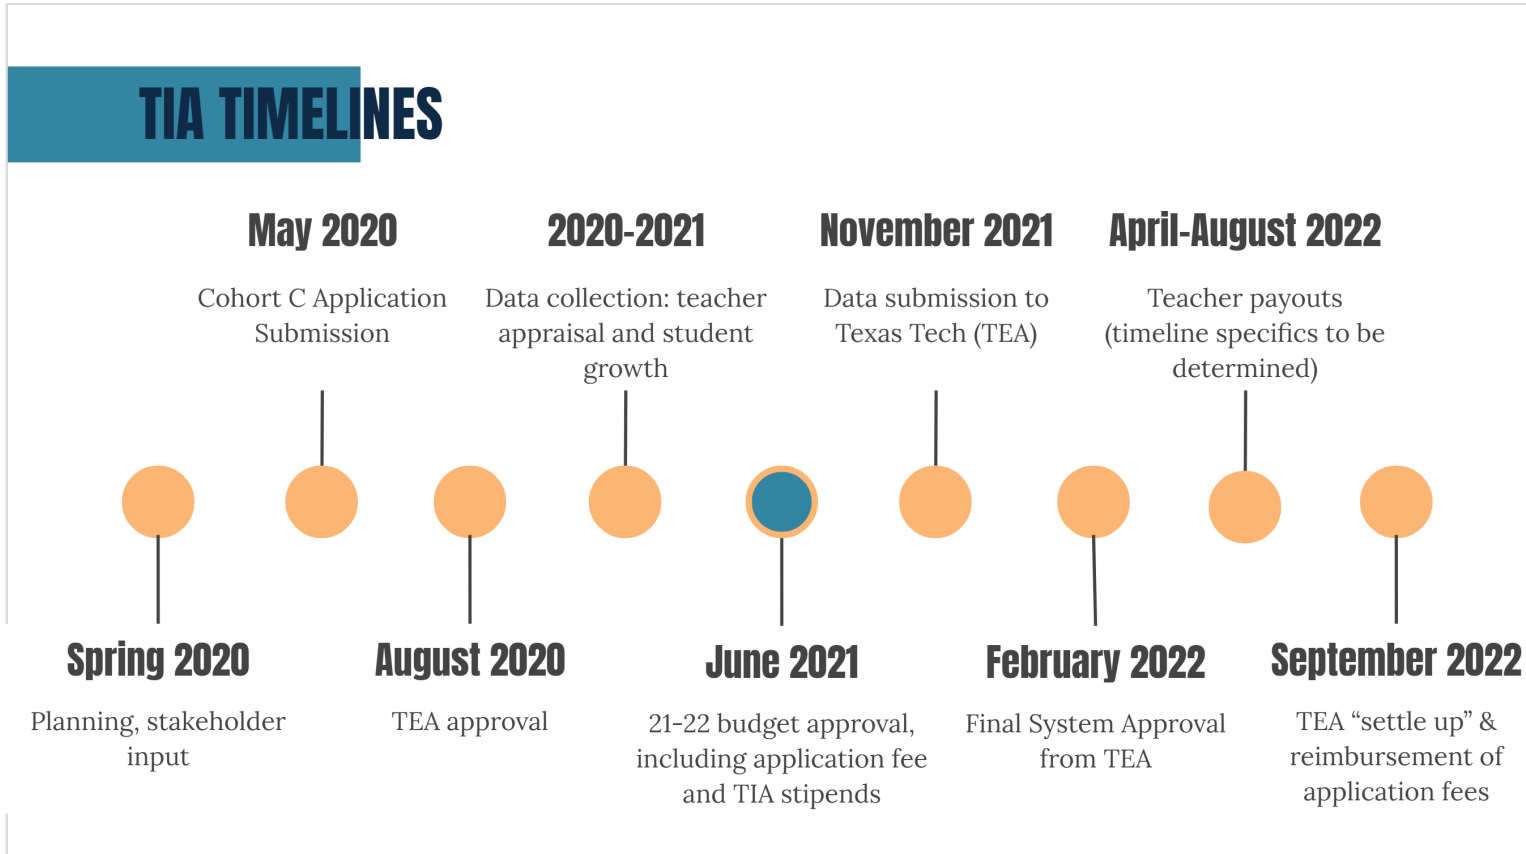 TIA TIMELINES
May 2020
Cohort C Application
Submission
2020-2021
Data collection: teacher
appraisal and student
growth
November 2021
Data submission to
Texas Tech (TEA)
April-August 2022
Teacher payouts
(timeline specifics to be
determined)
Spring 2020
Planning, stakeholder
input
August 2020
TEA approval
June 2021
21-22 budget approval,
including application fee
and TIA stipends
February 2022
Final System Approval
from TEA
September 2022
TEA “settle up” &
reimbursement of
application fees